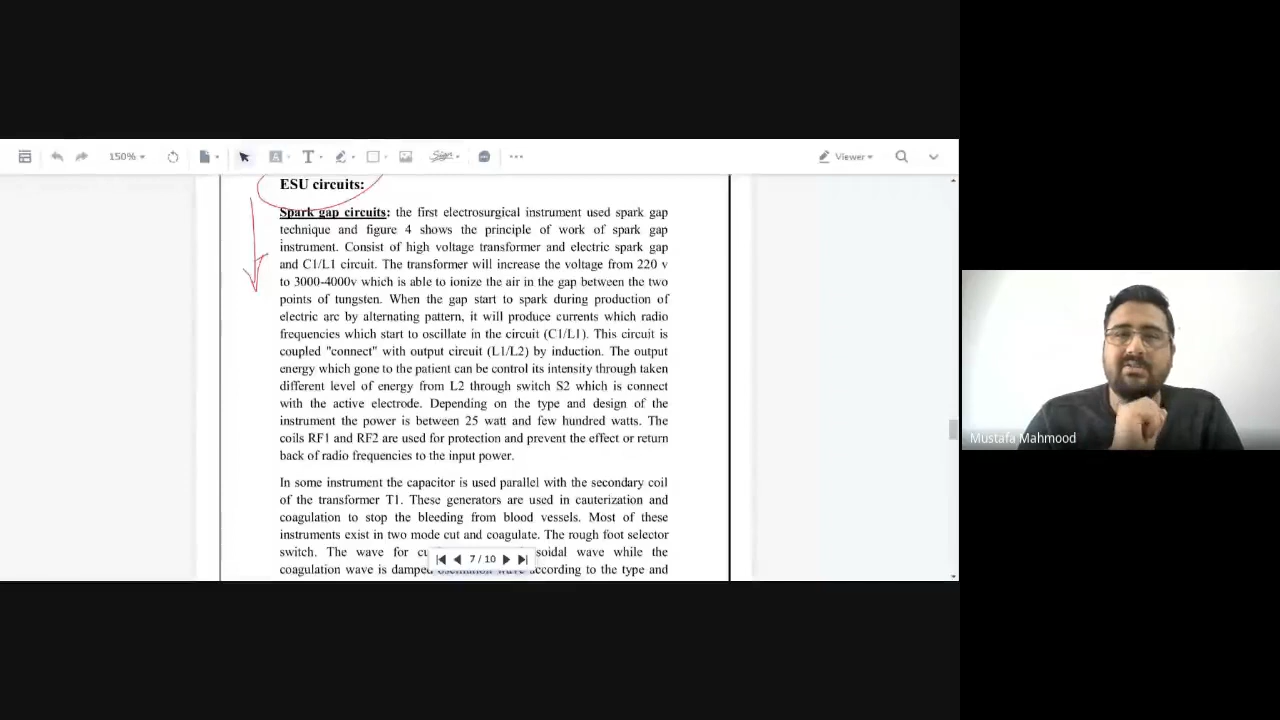 150%
Viewer
ESU circuits:
Spark gap circuits: the first electrosurgical instrument used spark gap
technique and figure 4 shows the principle of work of spark gap
instrument. Consist of high voltage transformer and electric spark gap
and C1/L1 circuit. The transformer will increase the voltage from 220 v
to 3000-4000v which is able to ionize the air in the gap between the two
points of tungsten. When the gap start to spark during production of
electric arc by alternating pattern, it will produce currents which radio
frequencies which start to oscillate in the circuit (C1/L1). This circuit is
coupled "connect" with output circuit (L1/L2) by induction. The output
energy which gone to the patient can be control its intensity through taken
different level of energy from L2 through switch S2 which is connect
with the active electrode. Depending on the type and design of the
instrument the power is between 25 watt and few hundred watts. The
coils RF1 and RF2 are used for protection and prevent the effect or return
back of radio frequencies to the input power.
In some instrument the capacitor is used parallel with the secondary coil
of the transformer T1. These generators are used in cauterization and
coagulation to stop the bleeding from blood vessels. Most of these
instruments exist in two mode cut and coagulate. The rough foot selector
switch. The wave for cu soidal wave while the
coagulation wave is damped oscillation wave according to the type and
7 / 10
Mustafa Mahmood